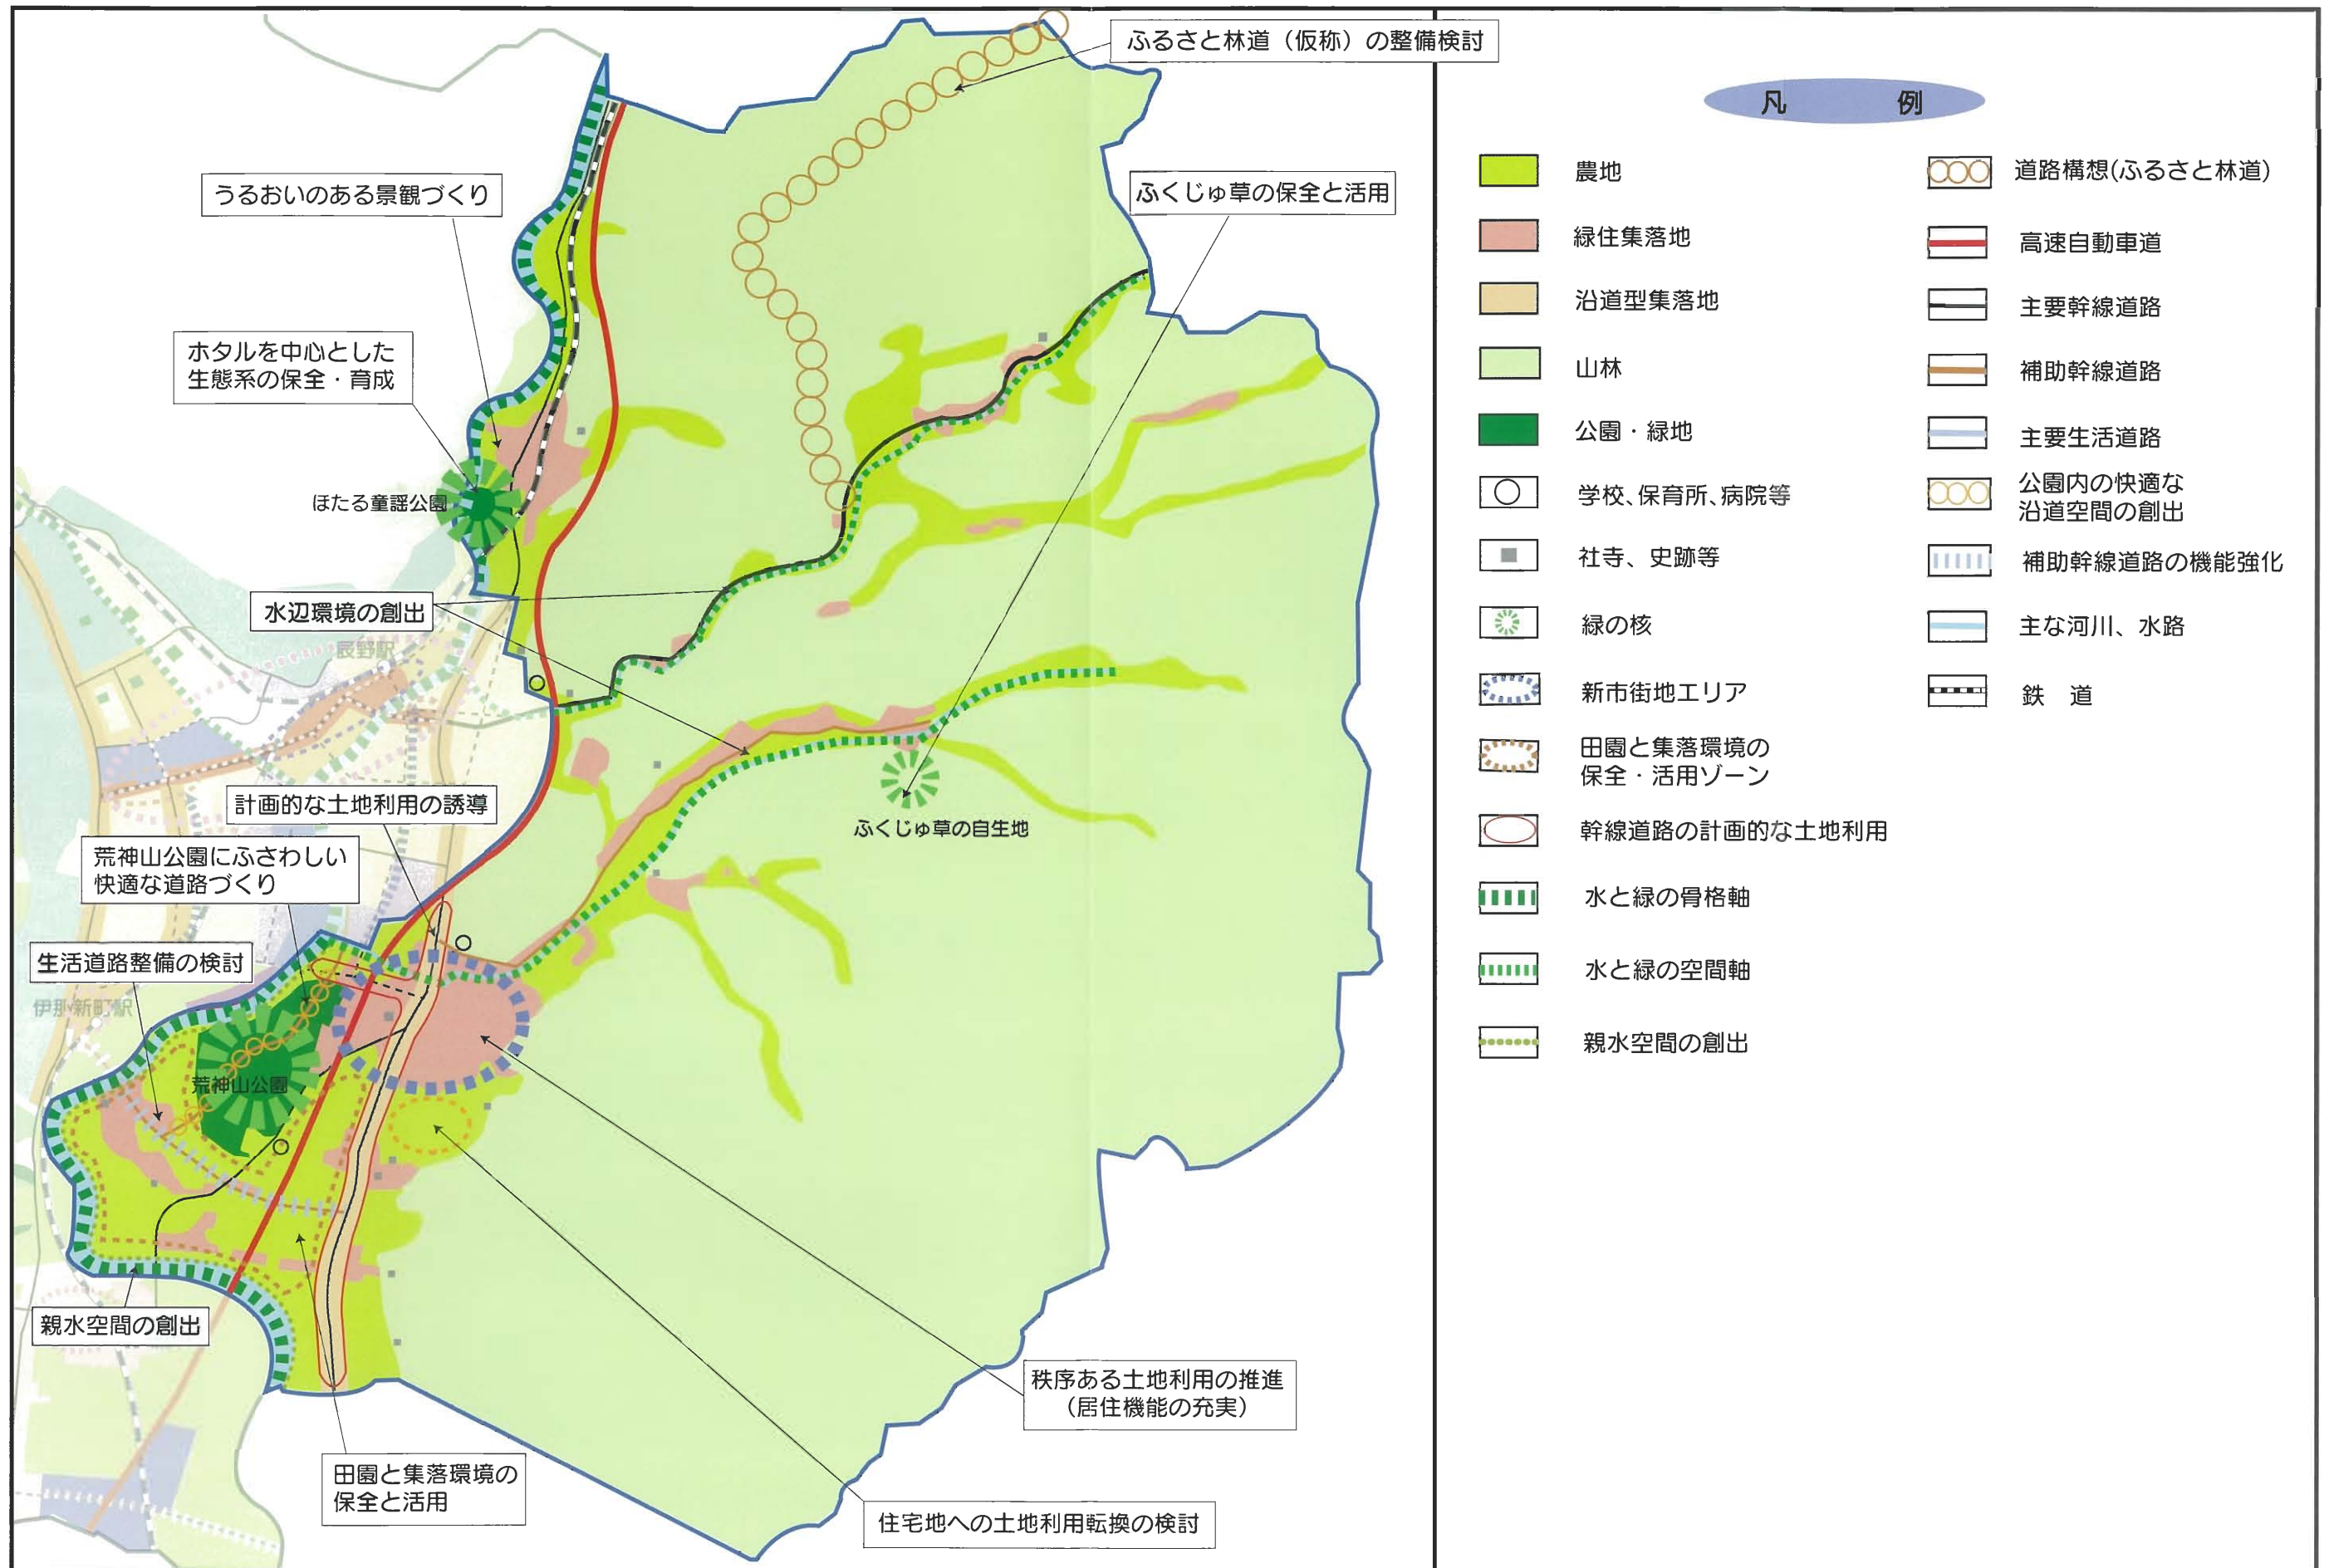 ふるさと林道（仮称）の整備検討
うるおいのある景観づくり
ふくじゅ草の保全と活用
ホタルを中心とした
生態系の保全・育成
ほたる童謡公園
水辺環境の創出
辰野駅
計画的な土地利用の誘導
ふくじゅ草の自生地
荒神山公園にふさわしい
快適な道路づくり
生活道路整備の検討
伊那新町駅
荒神山公園
親水空間の創出
秩序ある土地利用の推進
（居住機能の充実）
田園と集落環境の
保全と活用
住宅地への土地利用転換の検討
凡　例
農地
緑住集落地
沿道型集落地
山林
公園・緑地
学校、保育所、病院等
社寺、史跡等
緑の核
新市街地エリア
田園と集落環境の
保全・活用ゾーン
幹線道路の計画的な土地利用
水と緑の骨格軸
水と緑の空間軸
親水空間の創出
道路構想(ふるさと林道)
高速自動車道
主要幹線道路
補助幹線道路
主要生活道路
公園内の快適な
沿道空間の創出
補助幹線道路の機能強化
主な河川、水路
鉄　道